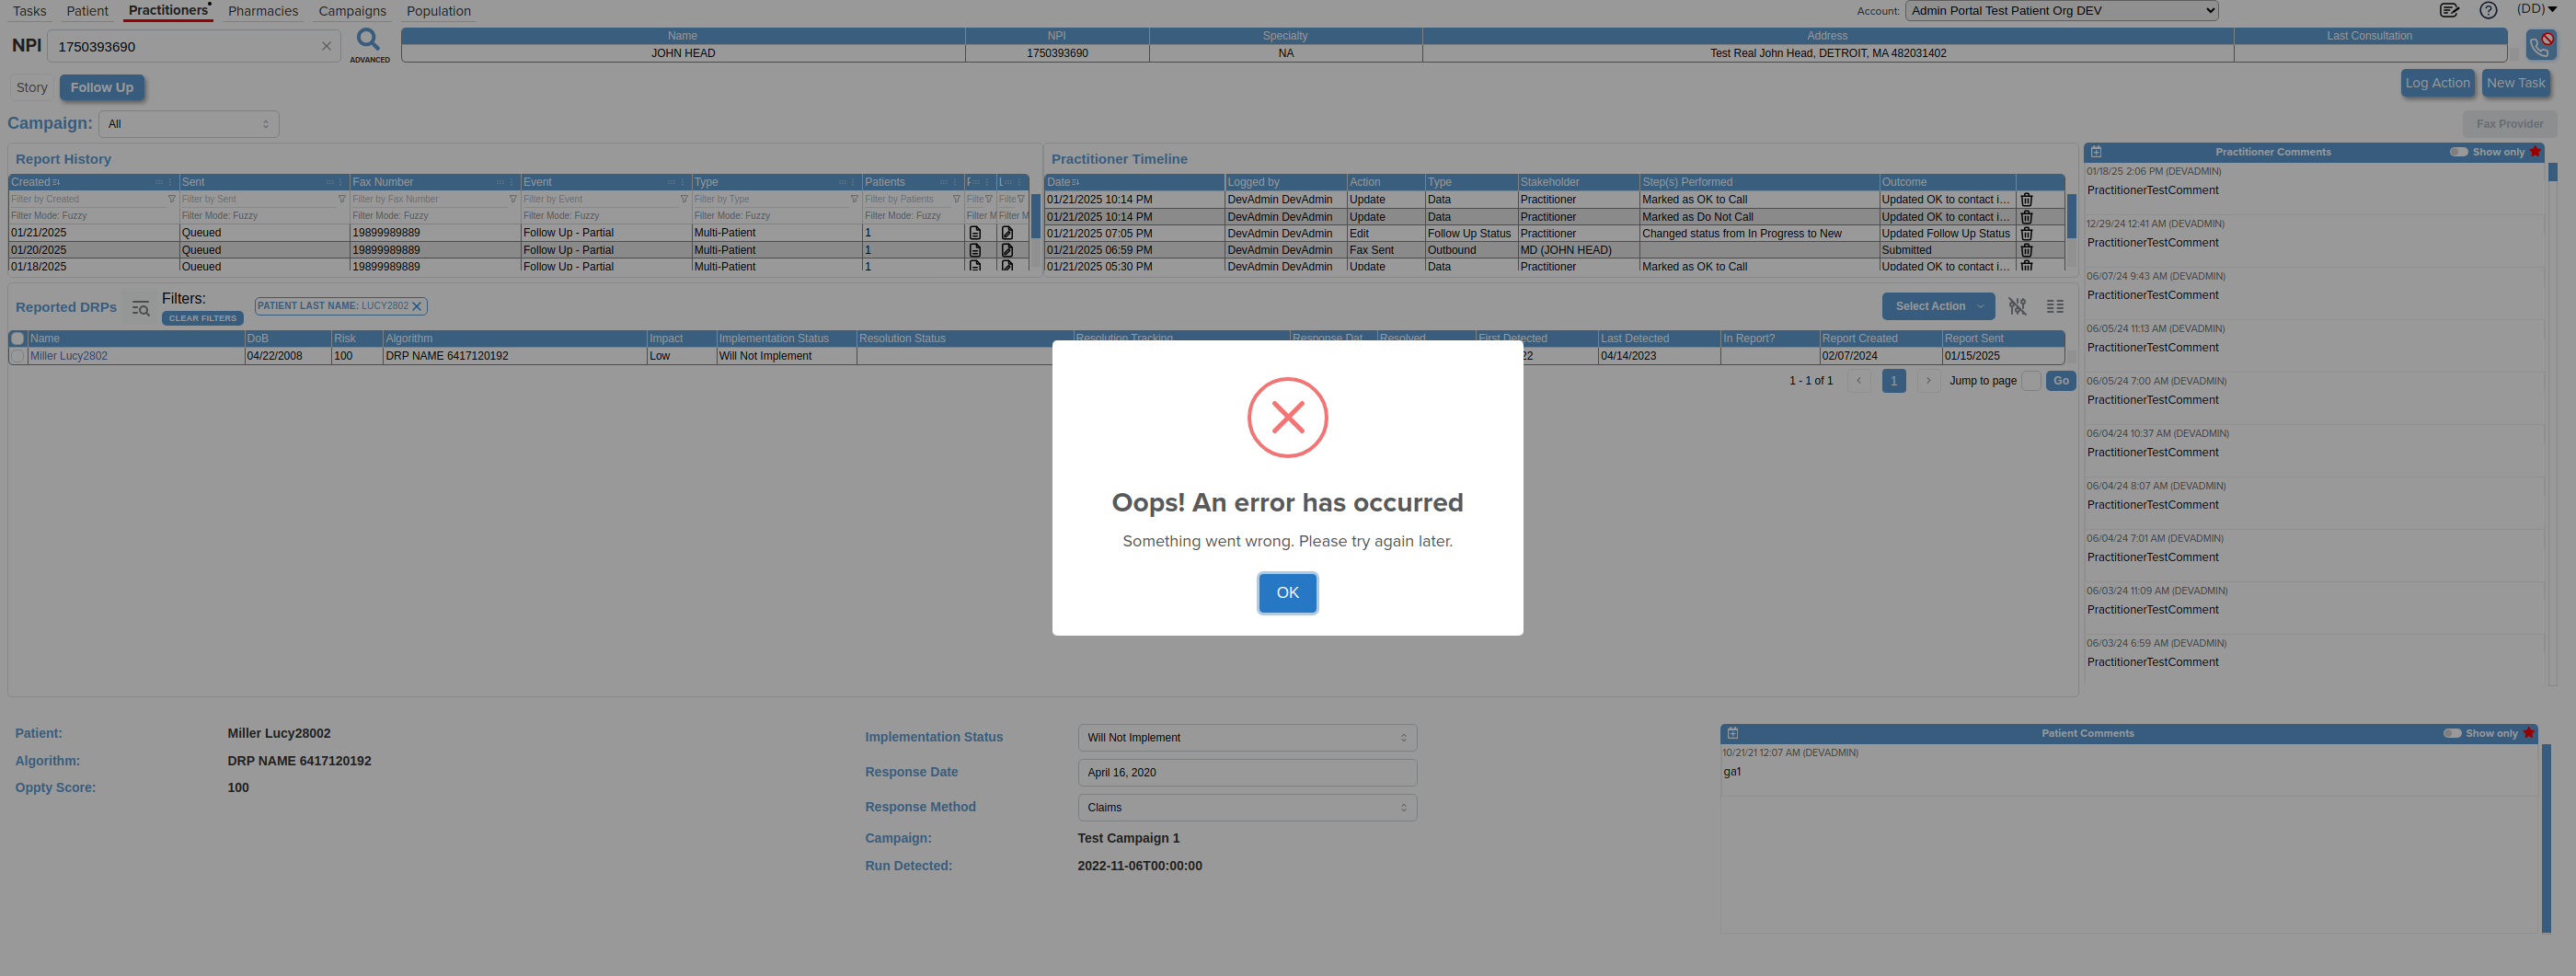 Tasks Patient Practitioners Pharmacies Campaigns Population Account: Admin Portal Test Patient Org DEV (DD)
NPI 1750393690 ADVANCED
Name NPI Specialty Address Last Consultation
JOHN HEAD 1750393690 NA Test Real John Head, DETROIT, MA 482031402
Story Follow Up Log Action New Task
Campaign: All Fax Provider
Report History
Created Sent Fax Number Event Type Patients
Filter by Created Filter by Sent Filter by Fax Number Filter by Event Filter by Type Filter by Patients Filte Filte
Filter Mode: Fuzzy Filter Mode: Fuzzy Filter Mode: Fuzzy Filter Mode: Fuzzy Filter Mode: Fuzzy Filter Mode: Fuzzy Filter M Filter M
01/21/2025 Queued 19899989889 Follow Up - Partial Multi-Patient 1
01/20/2025 Queued 19899989889 Follow Up - Partial Multi-Patient 1
01/18/2025 Queued 19899989889 Follow Up - Partial Multi-Patient 1
Practitioner Timeline
Date Logged by Action Type Stakeholder Step(s) Performed Outcome
01/21/2025 10:14 PM DevAdmin DevAdmin Update Data Practitioner Marked as OK to Call Updated OK to contact i...
01/21/2025 10:14 PM DevAdmin DevAdmin Update Data Practitioner Marked as Do Not Call Updated OK to contact i...
01/21/2025 07:05 PM DevAdmin DevAdmin Edit Follow Up Status Practitioner Changed status from In Progress to New Updated Follow Up Status
01/21/2025 06:59 PM DevAdmin DevAdmin Fax Sent Outbound MD (JOHN HEAD) Submitted
01/21/2025 05:30 PM DevAdmin DevAdmin Update Data Practitioner Marked as OK to Call Updated OK to contact i...
Practitioner Comments Show only
01/18/25 2:06 PM (DEVADMIN)
PractitionerTestComment
12/29/24 12:41 AM (DEVADMIN)
PractitionerTestComment
06/07/24 9:43 AM (DEVADMIN)
PractitionerTestComment
06/05/24 11:13 AM (DEVADMIN)
PractitionerTestComment
06/05/24 7:00 AM (DEVADMIN)
PractitionerTestComment
06/04/24 10:37 AM (DEVADMIN)
PractitionerTestComment
06/04/24 8:07 AM (DEVADMIN)
PractitionerTestComment
06/04/24 7:01 AM (DEVADMIN)
PractitionerTestComment
06/03/24 11:09 AM (DEVADMIN)
PractitionerTestComment
06/03/24 6:59 AM (DEVADMIN)
PractitionerTestComment
Reported DRPs Filters: CLEAR FILTERS PATIENT LAST NAME: LUCY2802 Select Action
Name DoB Risk Algorithm Impact Implementation Status Resolution Status Resolution Tracking Response Dat Resolved First Detected Last Detected In Report? Report Created Report Sent
Miller Lucy2802 04/22/2008 100 DRP NAME 6417120192 Low Will Not Implement 22 04/14/2023 02/07/2024 01/15/2025
1 - 1 of 1 1 Jump to page Go
Oops! An error has occurred
Something went wrong. Please try again later.
OK
Patient: Miller Lucy28002
Algorithm: DRP NAME 6417120192
Oppty Score: 100
Implementation Status Will Not Implement
Response Date April 16, 2020
Response Method Claims
Campaign: Test Campaign 1
Run Detected: 2022-11-06T00:00:00
Patient Comments Show only
10/21/21 12:07 AM (DEVADMIN)
ga1